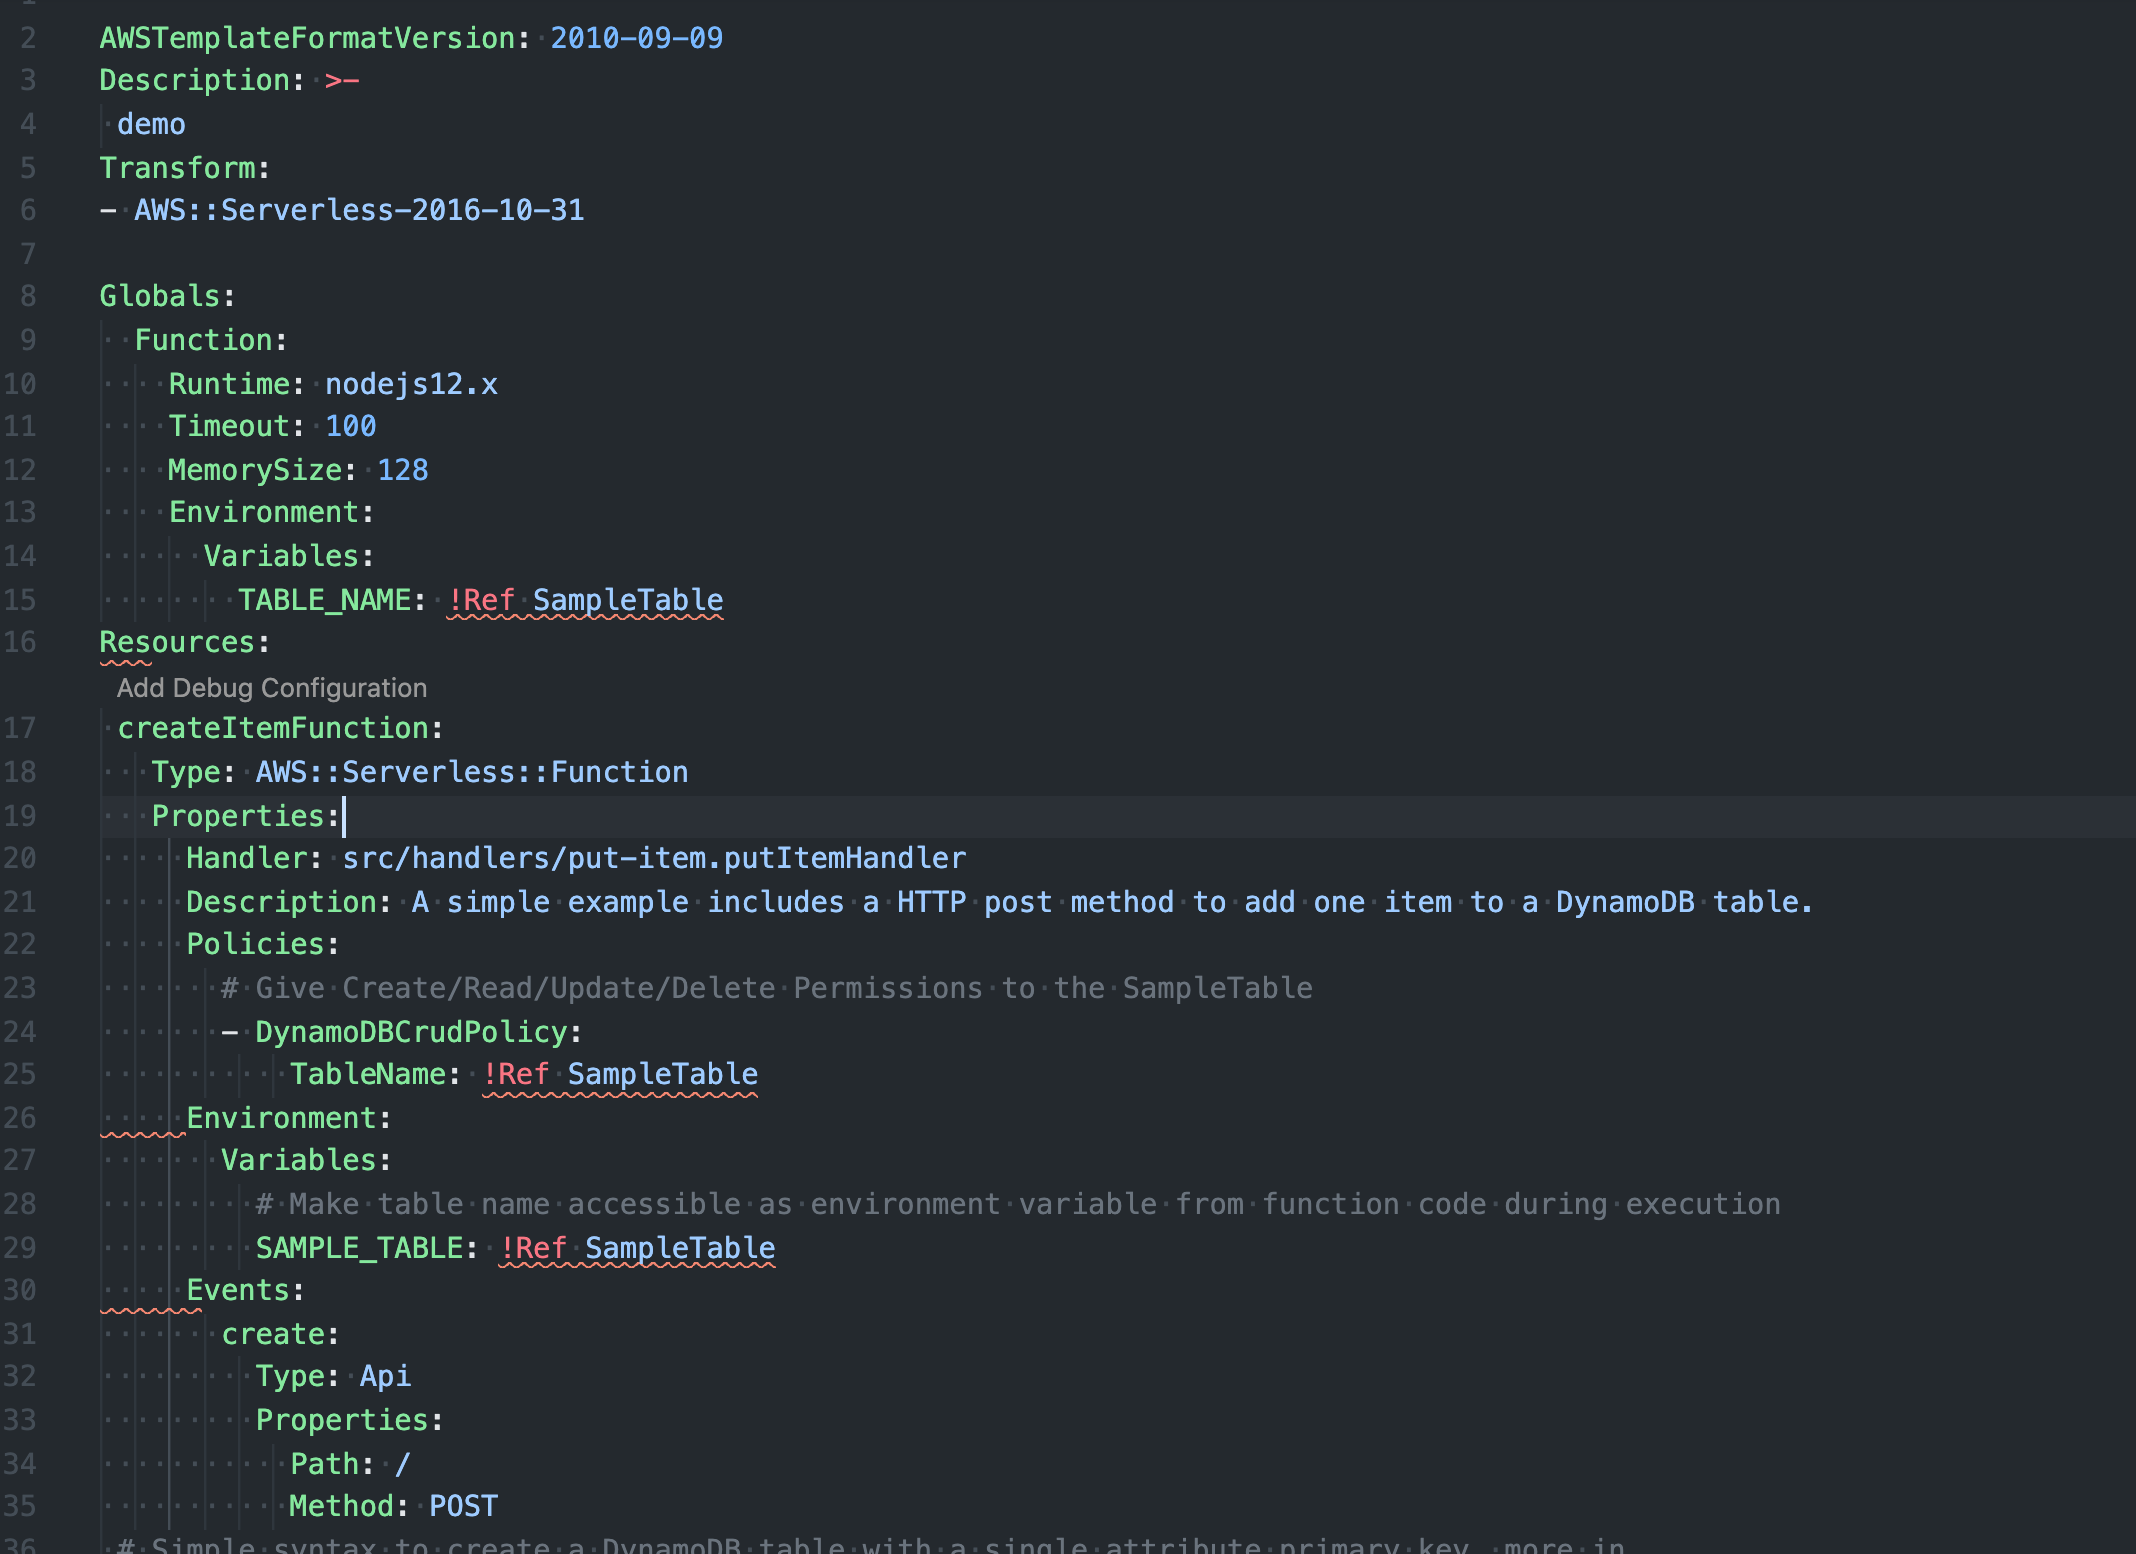 2 AWSTemplateFormatVersion: 2010-09-09
3 Description: >-
4  demo
5 Transform:
6 - AWS::Serverless-2016-10-31
7
8 Globals:
9   Function:
10     Runtime: nodejs12.x
11     Timeout: 100
12     MemorySize: 128
13     Environment:
14       Variables:
15         TABLE_NAME: !Ref SampleTable
16 Resources:
Add Debug Configuration
17  createItemFunction:
18    Type: AWS::Serverless::Function
19    Properties:
20      Handler: src/handlers/put-item.putItemHandler
21      Description: A simple example includes a HTTP post method to add one item to a DynamoDB table.
22      Policies:
23        # Give Create/Read/Update/Delete Permissions to the SampleTable
24        - DynamoDBCrudPolicy:
25            TableName: !Ref SampleTable
26      Environment:
27        Variables:
28          # Make table name accessible as environment variable from function code during execution
29          SAMPLE_TABLE: !Ref SampleTable
30      Events:
31        create:
32          Type: Api
33          Properties:
34            Path: /
35            Method: POST
36  # Simple syntax to create a DynamoDB table with a single attribute primary key, more in